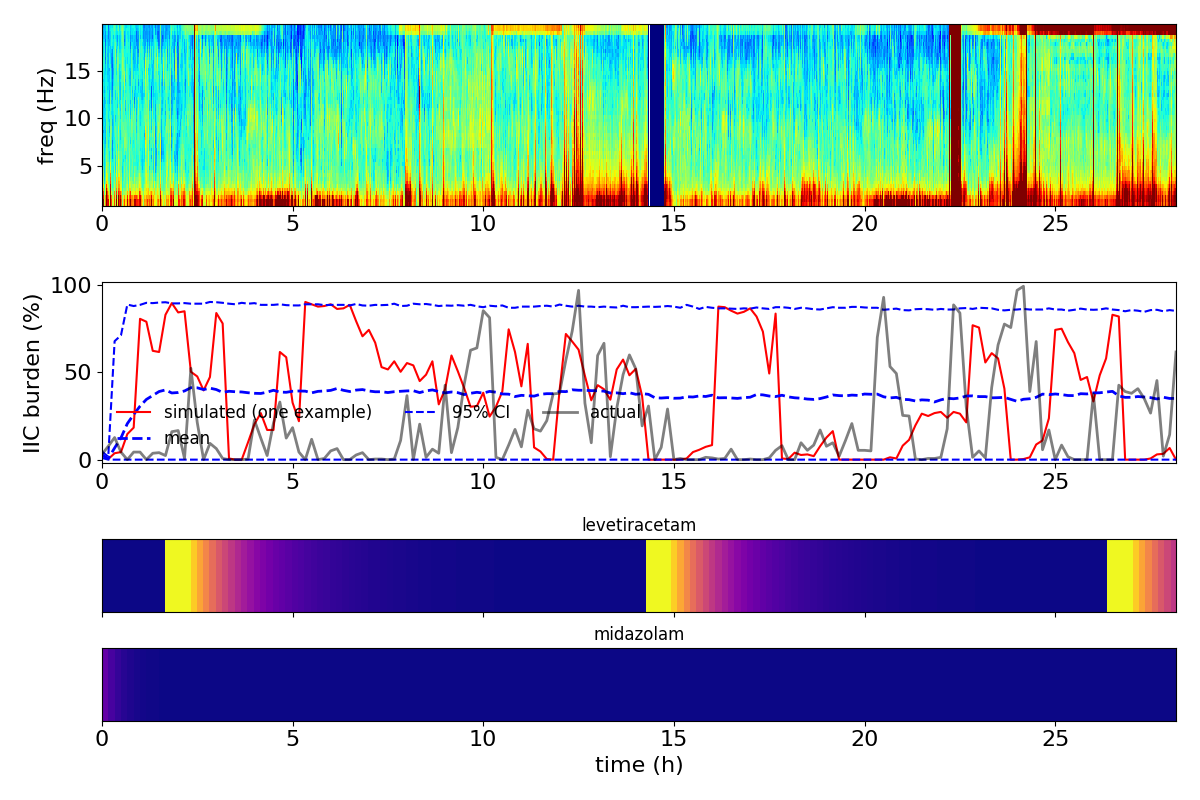 freq (Hz)
15
10
5
0 5 10 15 20 25
IIC burden (%)
100
50
0
simulated (one example) 95% CI actual
mean
0 5 10 15 20 25
levetiracetam
midazolam
0 5 10 15 20 25
time (h)